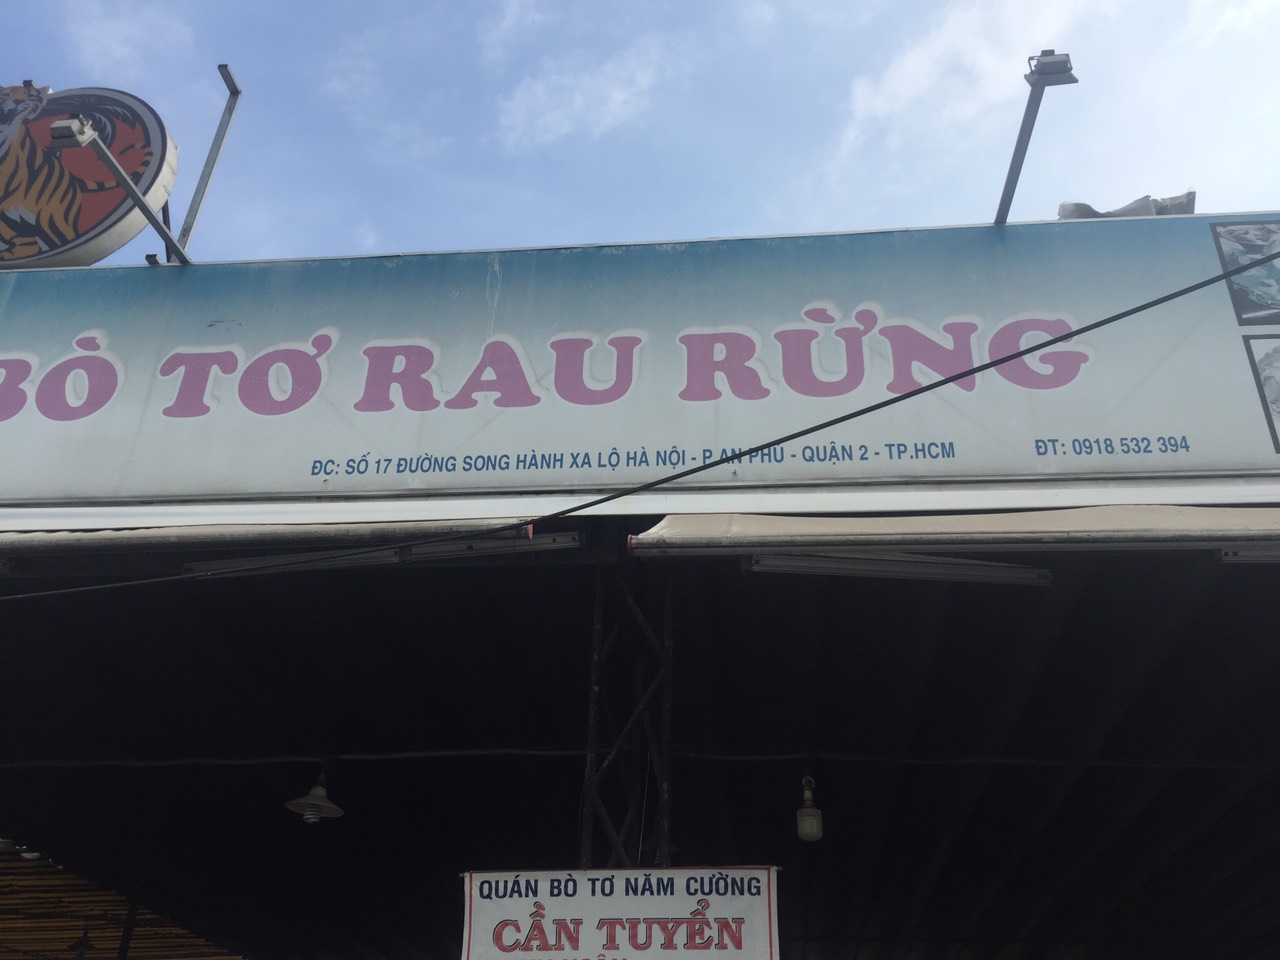 BÒ TƠ RAU RỪNG
ĐC: SỐ 17 ĐƯỜNG SONG HÀNH XA LỘ HÀ NỘI - P.AN PHÚ - QUẬN 2 - TP.HCM ĐT: 0918.532 394
QUÁN BÒ TƠ NĂM CƯỜNG
CẦN TUYỂN